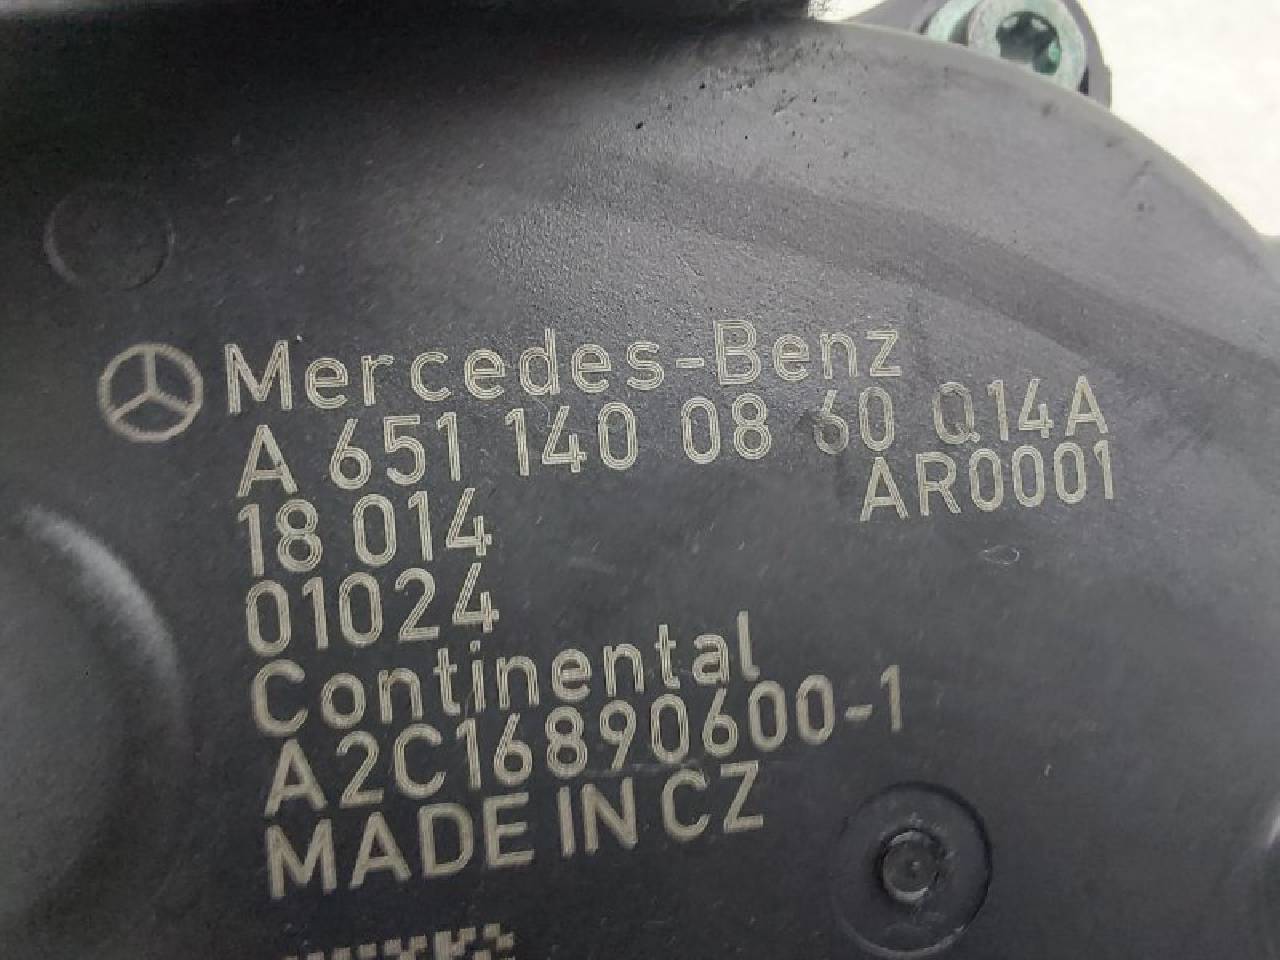 Mercedes-Benz
A 651 140 08 60 Q14A
18 014 AR0001
01024
Continental
A2C16890600-1
MADE IN CZ